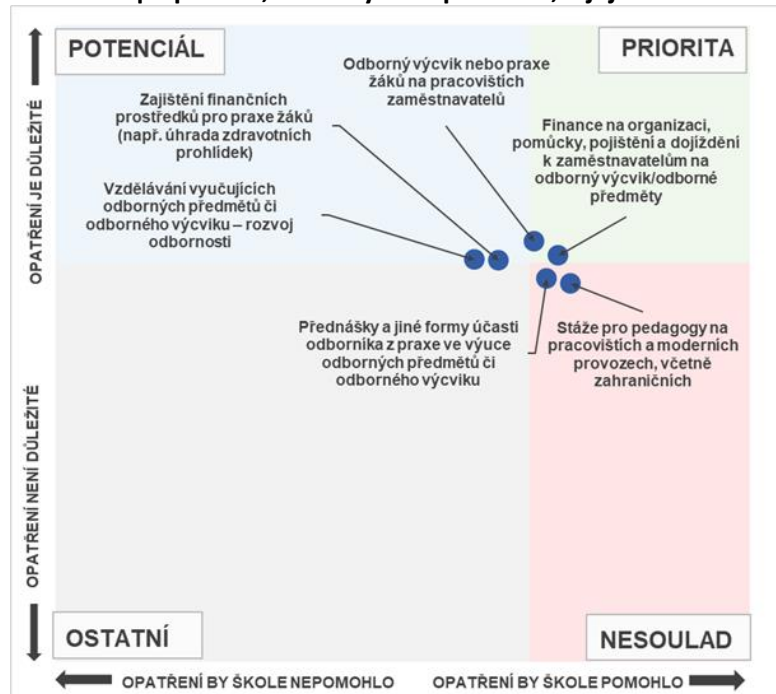 POTENCIÁL
PRIORITA
Odborný výcvik nebo praxe
žáků na pracovištích
zaměstnavatelů
Zajištění finančních
prostředků pro praxe žáků
(např. úhrada zdravotních
prohlídek)
Finance na organizaci,
pomůcky, pojištění a dojíždění
k zaměstnavatelům na
odborný výcvik/odborné
předměty
Vzdělávání vyučujících
odborných předmětů či
odborného výcviku – rozvoj
odbornosti
Přednášky a jiné formy účasti
odborníka z praxe ve výuce
odborných předmětů či
odborného výcviku
Stáže pro pedagogy na
pracovištích a moderních
provozech, včetně
zahraničních
OPATŘENÍ JE DŮLEŽITÉ
OPATŘENÍ NENÍ DŮLEŽITÉ
OSTATNÍ
NESOULAD
OPATŘENÍ BY ŠKOLE NEPOMOHLO
OPATŘENÍ BY ŠKOLE POMOHLO